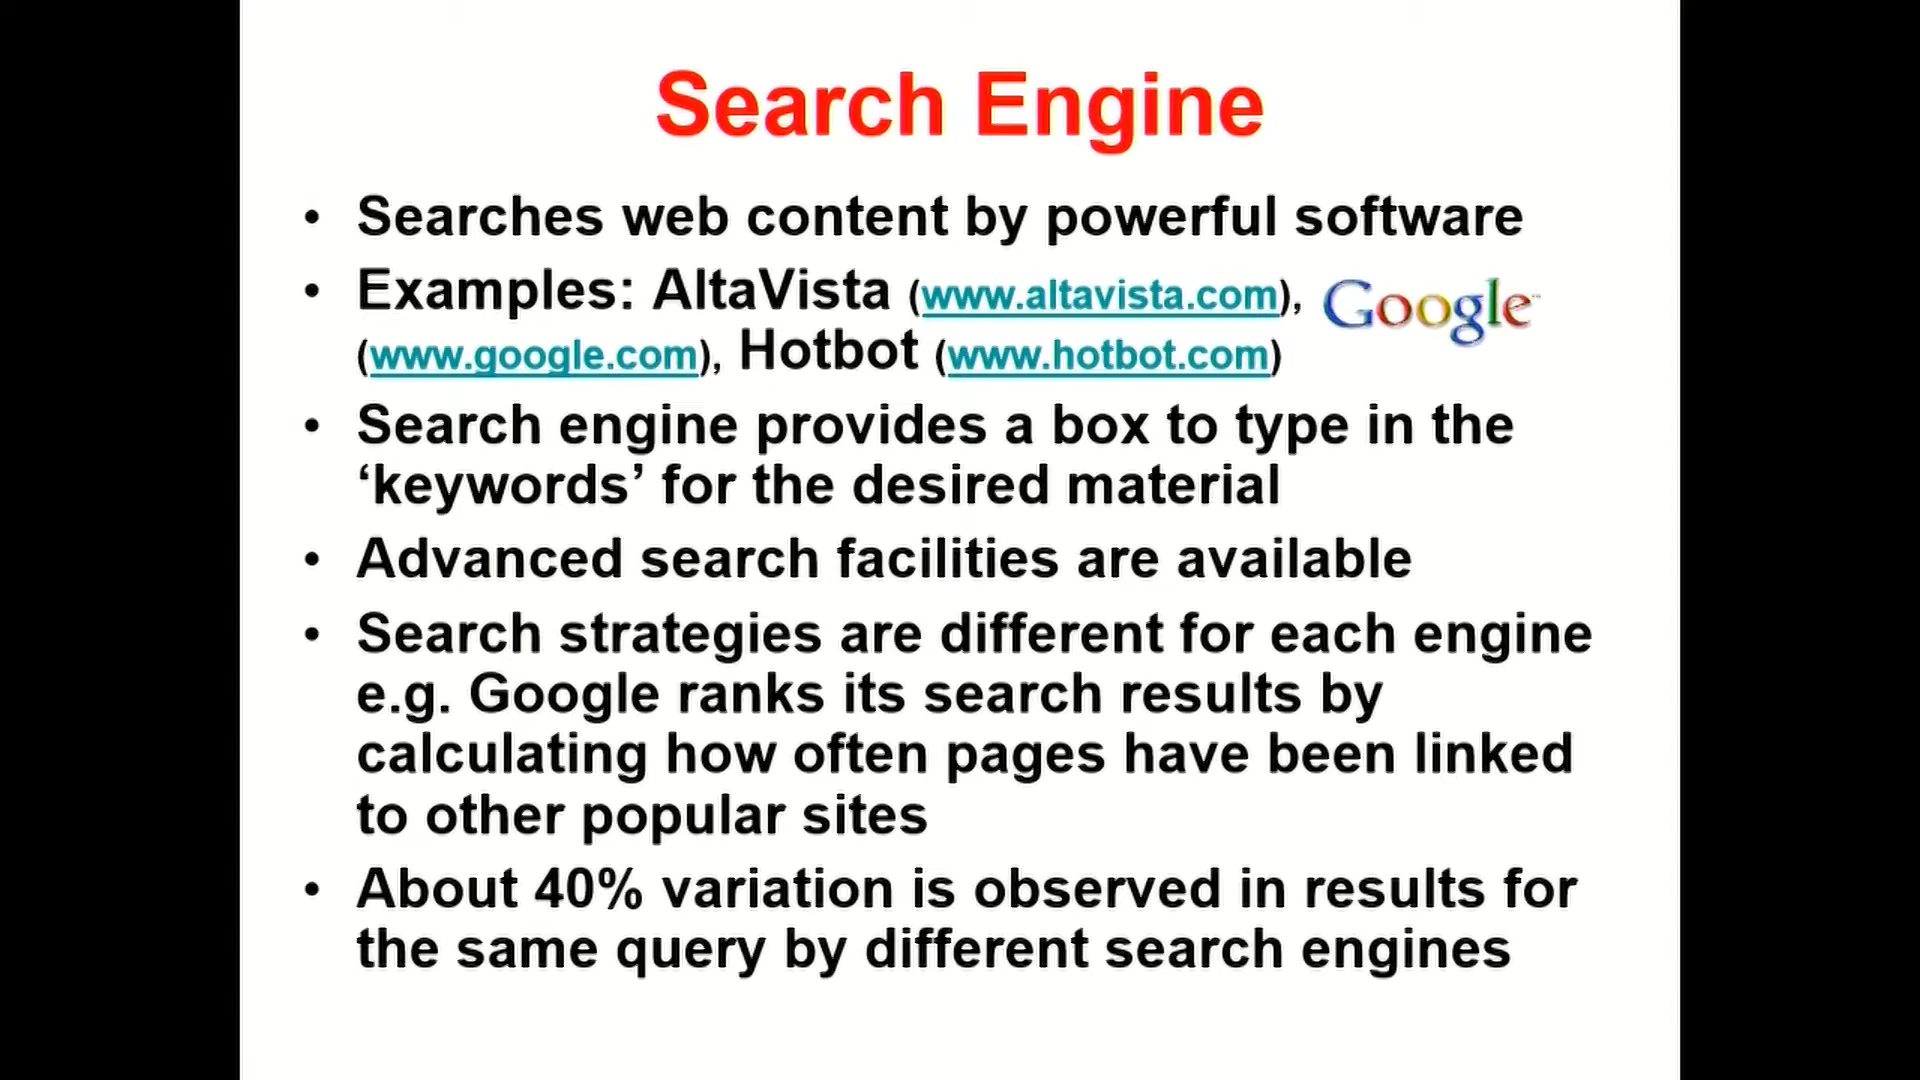 Search Engine
• Searches web content by powerful software
• Examples: AltaVista (www.altavista.com), Google™
(www.google.com), Hotbot (www.hotbot.com)
• Search engine provides a box to type in the
‘keywords’ for the desired material
• Advanced search facilities are available
• Search strategies are different for each engine
e.g. Google ranks its search results by
calculating how often pages have been linked
to other popular sites
• About 40% variation is observed in results for
the same query by different search engines